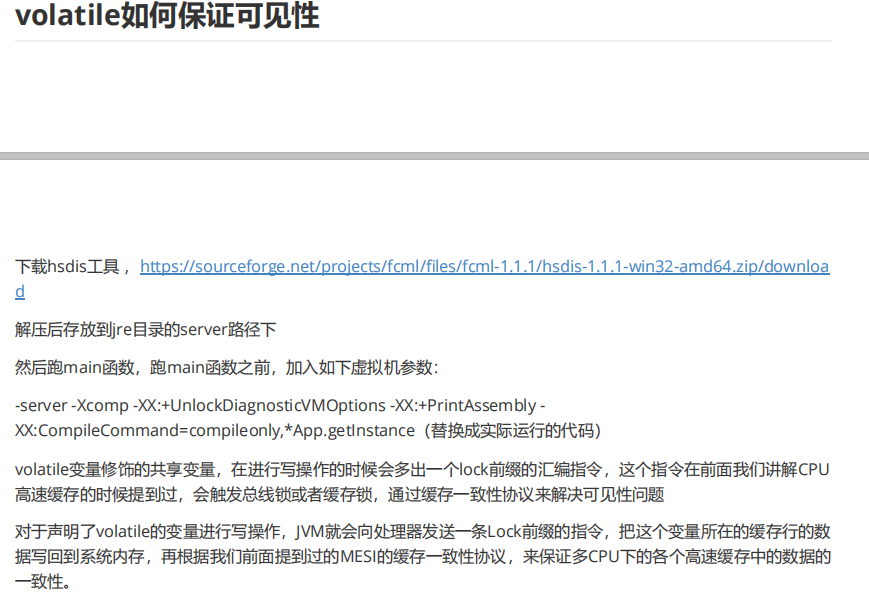 volatile如何保证可见性
下载hsdis工具 ，https://sourceforge.net/projects/fcml/files/fcml-1.1.1/hsdis-1.1.1-win32-amd64.zip/downloa
d
解压后存放到jre目录的server路径下
然后跑main函数，跑main函数之前，加入如下虚拟机参数：
-server -Xcomp -XX:+UnlockDiagnosticVMOptions -XX:+PrintAssembly -
XX:CompileCommand=compileonly,*App.getInstance（替换成实际运行的代码）
volatile变量修饰的共享变量，在进行写操作的时候会多出一个lock前缀的汇编指令，这个指令在前面我们讲解CPU
高速缓存的时候提到过，会触发总线锁或者缓存锁，通过缓存一致性协议来解决可见性问题
对于声明了volatile的变量进行写操作，JVM就会向处理器发送一条Lock前缀的指令，把这个变量所在的缓存行的数
据写回到系统内存，再根据我们前面提到过的MESI的缓存一致性协议，来保证多CPU下的各个高速缓存中的数据的
一致性。